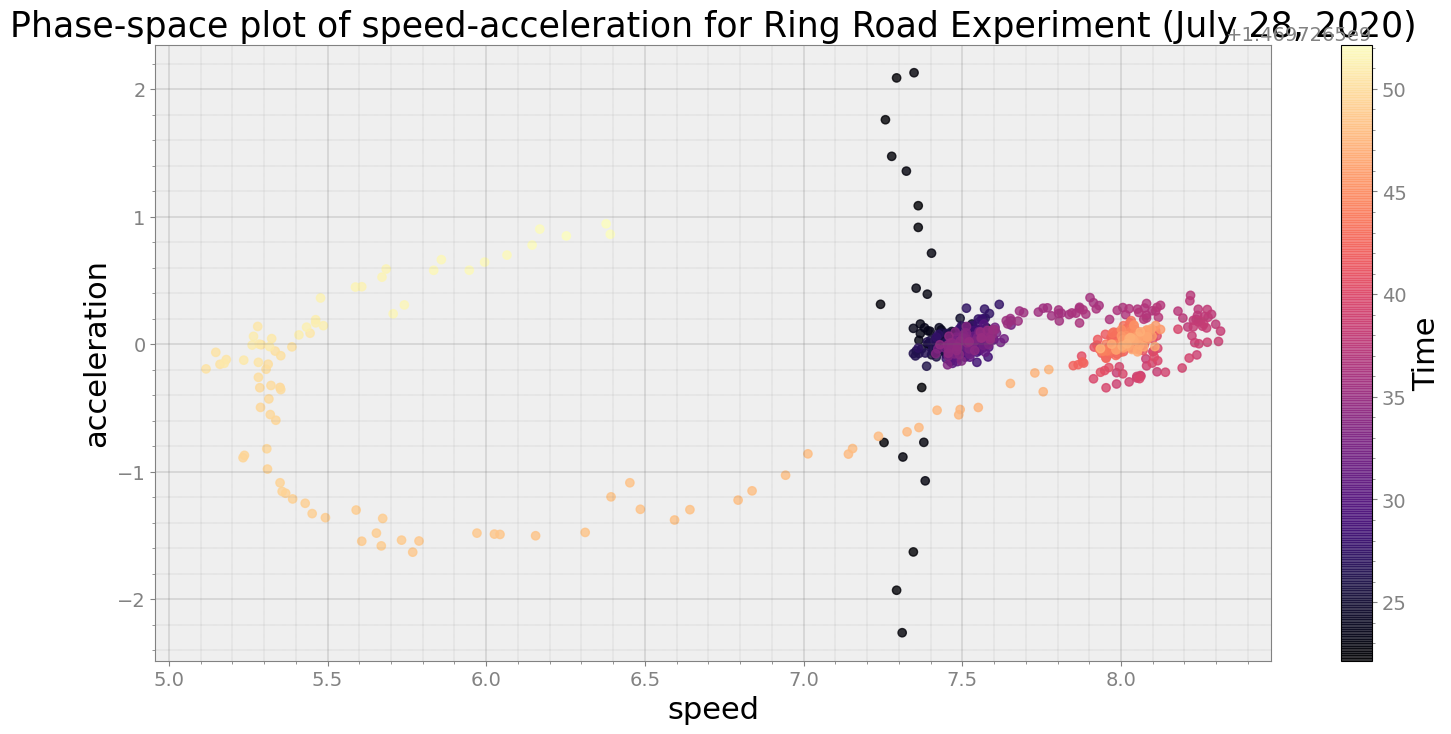 Phase-space plot of speed-acceleration for Ring Road Experiment (July 28, 2020)
+1.4697265e9
2
1
0
−1
−2
acceleration
5.0 5.5 6.0 6.5 7.0 7.5 8.0
speed
50
45
40
35
30
25
Time